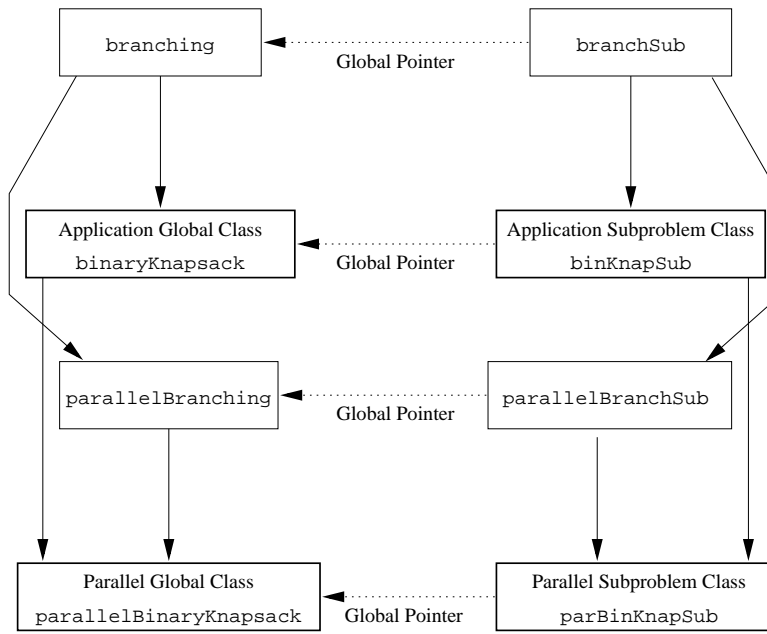 branching
branchSub
Global Pointer
Application Global Class
binaryKnapsack
Application Subproblem Class
binKnapSub
Global Pointer
parallelBranching
parallelBranchSub
Global Pointer
Parallel Global Class
parallelBinaryKnapsack
Parallel Subproblem Class
parBinKnapSub
Global Pointer